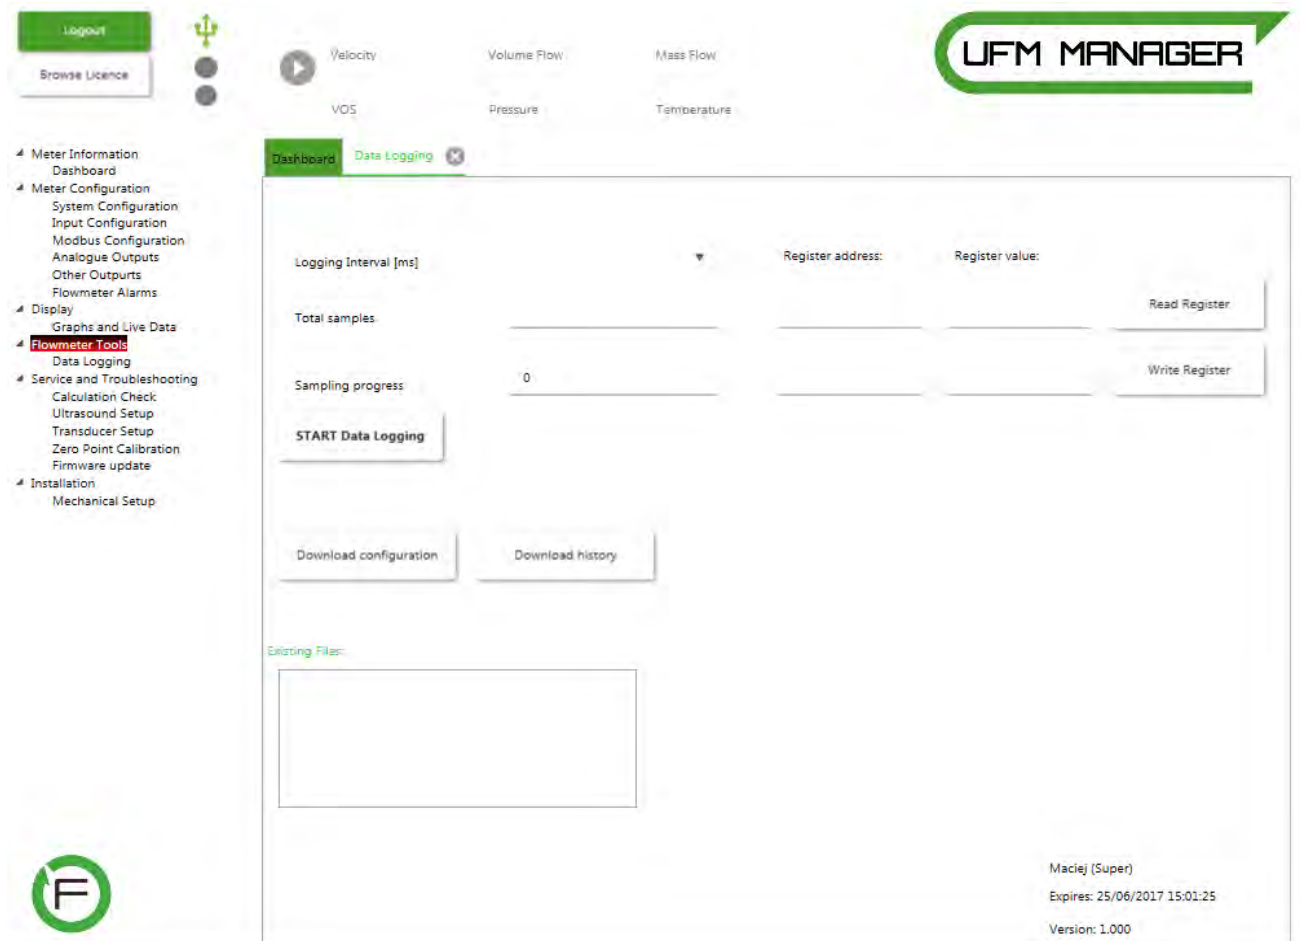 Logout
Browse Licence
Velocity
Volume Flow
Mass Flow
VOS
Pressure
Temperature
UFM MANAGER
Meter Information
Dashboard
Meter Configuration
System Configuration
Input Configuration
Modbus Configuration
Analogue Outputs
Other Outpurts
Flowmeter Alarms
Display
Graphs and Live Data
Flowmeter Tools
Data Logging
Service and Troubleshooting
Calculation Check
Ultrasound Setup
Transducer Setup
Zero Point Calibration
Firmware update
Installation
Mechanical Setup
Dashboard
Data Logging
Logging Interval [ms]
Register address:
Register value:
Total samples
Read Register
Sampling progress
0
Write Register
START Data Logging
Download configuration
Download history
Existing Files:
F
Maciej (Super)
Expires: 25/06/2017 15:01:25
Version: 1.000